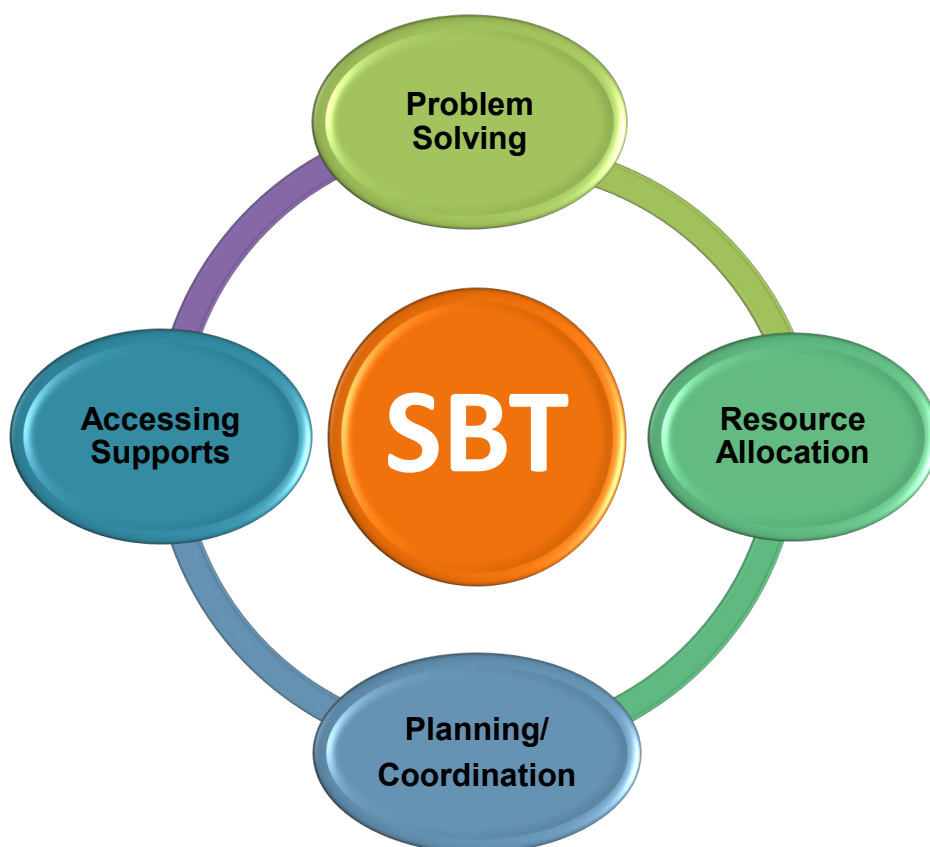 Problem
Solving
SBT
Accessing
Supports
Resource
Allocation
Planning/
Coordination